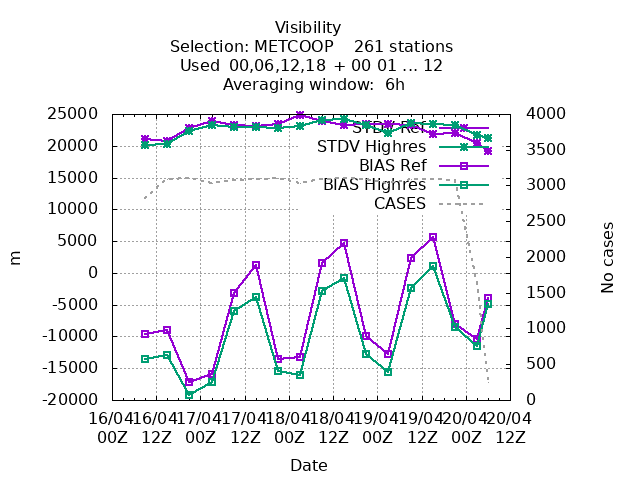 Visibility
Selection: METCOOP 261 stations
Used 00,06,12,18 + 00 01 ... 12
Averaging window: 6h
25000
20000
15000
10000
5000
0
-5000
-10000
-15000
-20000
m
4000
3500
3000
2500
2000
1500
1000
500
0
No cases
STDV Ref
STDV Highres
BIAS Ref
BIAS Highres
CASES
16/04 16/04 17/04 17/04 18/04 18/04 19/04 19/04 20/04 20/04
00Z 12Z 00Z 12Z 00Z 12Z 00Z 12Z 00Z 12Z
Date